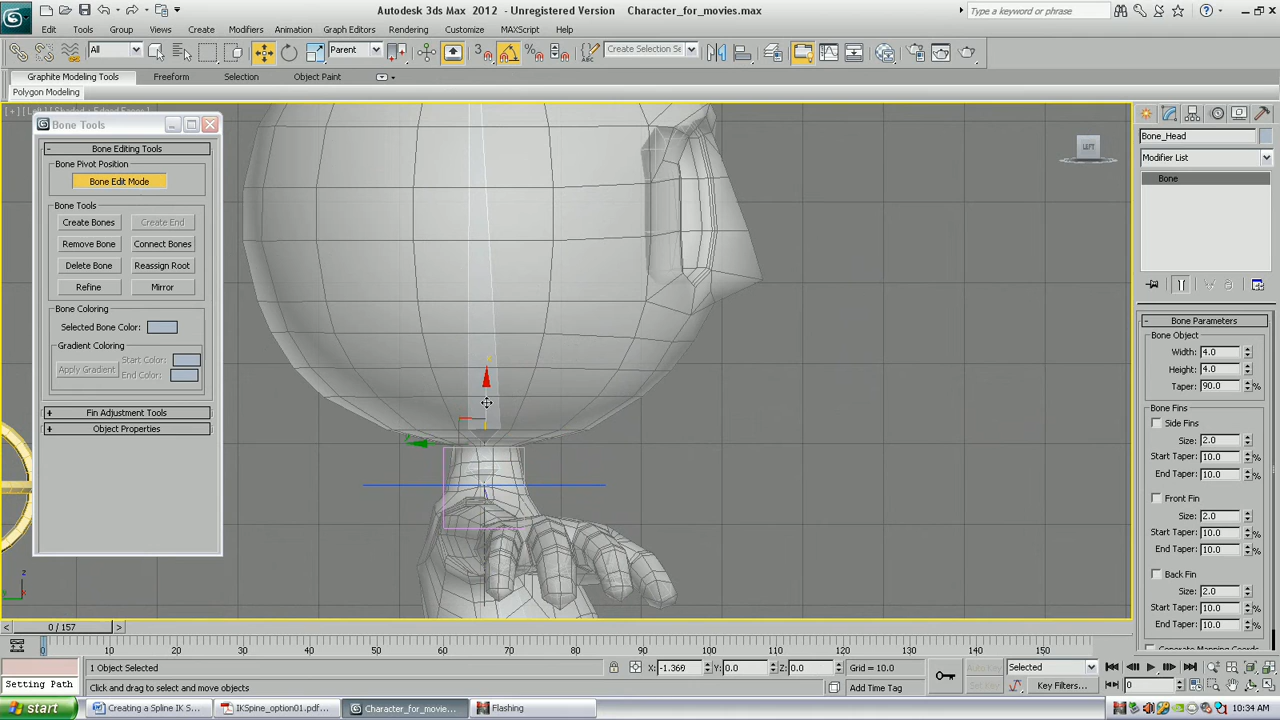 Autodesk 3ds Max 2012 - Unregistered Version Character_for_movies.max
Type a keyword or phrase
Edit Tools Group Views Create Modifiers Animation Graph Editors Rendering Customize MAXScript Help
All Parent 3 Create Selection Se
Graphite Modeling Tools Freeform Selection Object Paint
Polygon Modeling
Bone Tools
- Bone Editing Tools
Bone Pivot Position
Bone Edit Mode
Bone Tools
Create Bones Create End
Remove Bone Connect Bones
Delete Bone Reassign Root
Refine Mirror
Bone Coloring
Selected Bone Color:
Gradient Coloring
Apply Gradient Start Color:
End Color:
+ Fin Adjustment Tools
+ Object Properties
LEFT
Bone_Head
Modifier List
Bone
- Bone Parameters
Bone Object
Width: 4.0
Height: 4.0
Taper: 90.0 %
Bone Fins
Side Fins
Size: 2.0
Start Taper: 10.0 %
End Taper: 10.0 %
Front Fin
Size: 2.0
Start Taper: 10.0 %
End Taper: 10.0 %
Back Fin
Size: 2.0
Start Taper: 10.0 %
End Taper: 10.0 %
Generate Mapping Coords.
z
x
0 / 157
0 10 20 30 40 50 60 70 80 90 100 110 120 130 140 150
1 Object Selected X: -1.369 Y: 0.0 Z: 0.0 Grid = 10.0 Auto Key Selected
Setting Path Click and drag to select and move objects Add Time Tag Set Key Key Filters... 0
start Creating a Spline IK S... IKSpine_option01.pdf... Character_for_movie... Flashing 10:34 AM